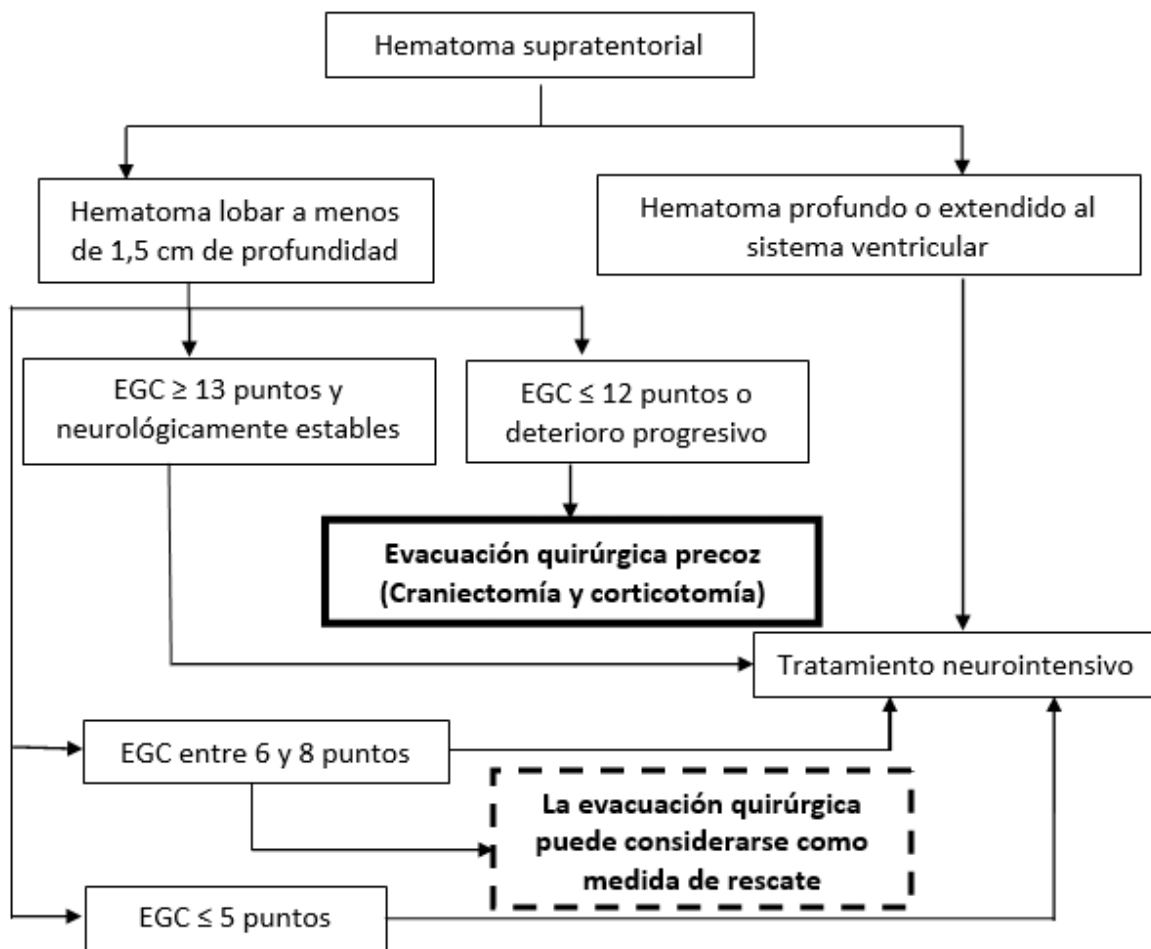 Hematoma supratentorial
Hematoma lobar a menos
de 1,5 cm de profundidad
Hematoma profundo o extendido al
sistema ventricular
EGC ≥ 13 puntos y
neurológicamente estables
EGC ≤ 12 puntos o
deterioro progresivo
Evacuación quirúrgica precoz
(Craniectomía y corticotomía)
Tratamiento neurointensivo
EGC entre 6 y 8 puntos
La evacuación quirúrgica
puede considerarse como
medida de rescate
EGC ≤ 5 puntos